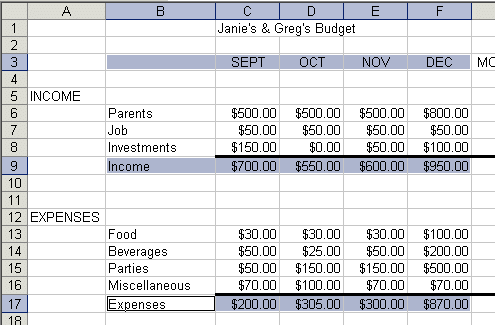 A B C D E F
1 Janie's & Greg's Budget
2
3 SEPT OCT NOV DEC
4
5 INCOME
6 Parents $500.00 $500.00 $500.00 $800.00
7 Job $50.00 $50.00 $50.00 $50.00
8 Investments $150.00 $0.00 $50.00 $100.00
9 Income $700.00 $550.00 $600.00 $950.00
10
11
12 EXPENSES
13 Food $30.00 $30.00 $30.00 $100.00
14 Beverages $50.00 $25.00 $50.00 $200.00
15 Parties $50.00 $150.00 $150.00 $500.00
16 Miscellaneous $70.00 $100.00 $70.00 $70.00
17 Expenses $200.00 $305.00 $300.00 $870.00
18